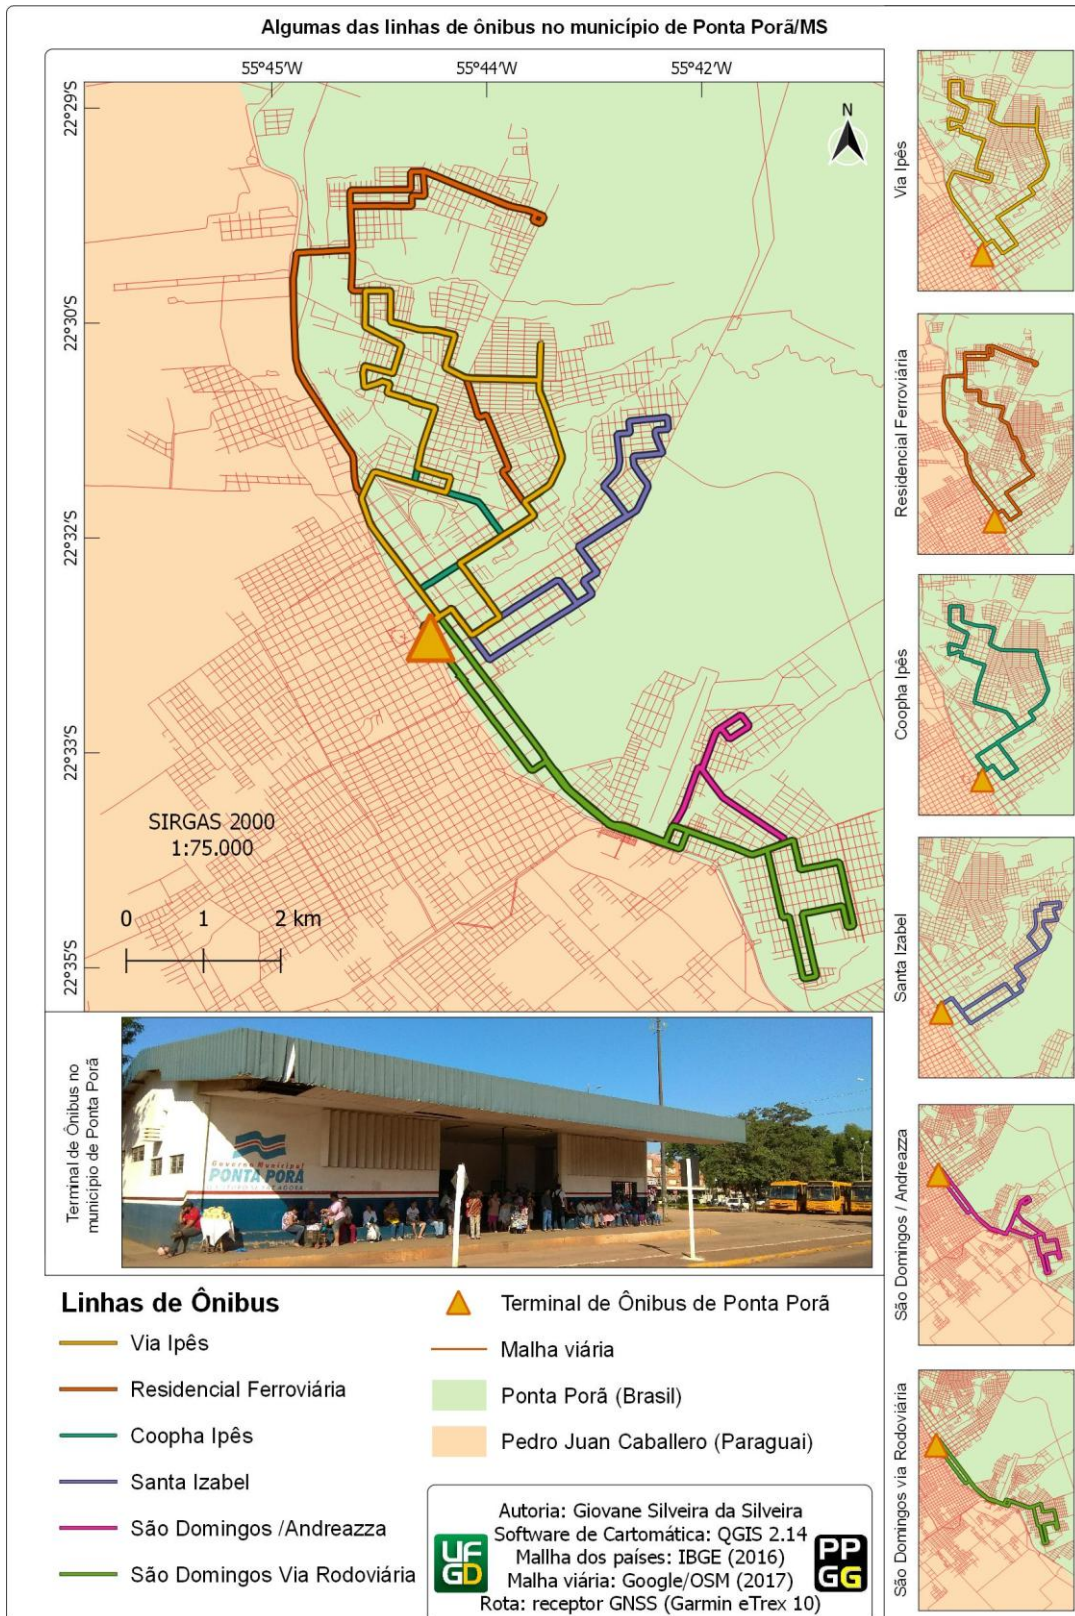 Algumas das linhas de ônibus no município de Ponta Porã/MS
55°45'W
55°44'W
55°42'W
22°29'S
22°30'S
22°32'S
22°33'S
22°35'S
N
SIRGAS 2000
1:75.000
0 1 2 km
Via Ipês
Residencial Ferroviária
Coopha Ipês
Santa Izabel
São Domingos / Andreazza
São Domingos via Rodoviária
Terminal de Ônibus no
município de Ponta Porã
Governo Municipal
PONTA PORÃ
Linhas de Ônibus
Via Ipês
Residencial Ferroviária
Coopha Ipês
Santa Izabel
São Domingos /Andreazza
São Domingos Via Rodoviária
Terminal de Ônibus de Ponta Porã
Malha viária
Ponta Porã (Brasil)
Pedro Juan Caballero (Paraguai)
Autoria: Giovane Silveira da Silveira
Software de Cartomática: QGIS 2.14
Mallha dos países: IBGE (2016)
Malha viária: Google/OSM (2017)
Rota: receptor GNSS (Garmin eTrex 10)
UF
GD
PP
GG